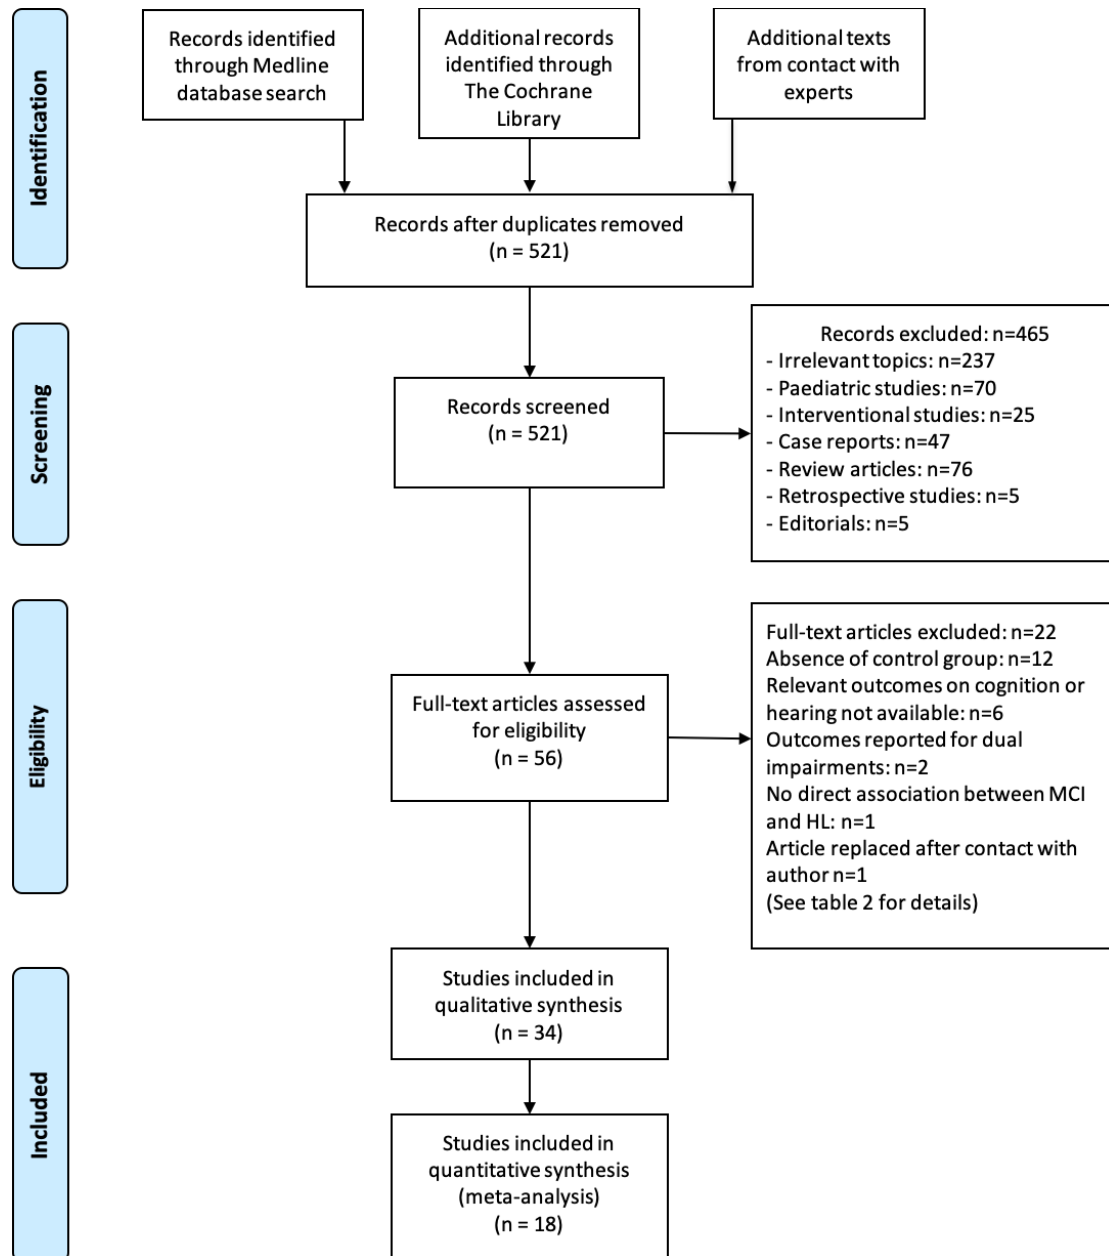 Identification
Records identified
through Medline
database search
Additional records
identified through
The Cochrane
Library
Additional texts
from contact with
experts
Records after duplicates removed
(n = 521)
Screening
Records screened
(n = 521)
Records excluded: n=465
- Irrelevant topics: n=237
- Paediatric studies: n=70
- Interventional studies: n=25
- Case reports: n=47
- Review articles: n=76
- Retrospective studies: n=5
- Editorials: n=5
Eligibility
Full-text articles assessed
for eligibility
(n = 56)
Full-text articles excluded: n=22
Absence of control group: n=12
Relevant outcomes on cognition or
hearing not available: n=6
Outcomes reported for dual
impairments: n=2
No direct association between MCI
and HL: n=1
Article replaced after contact with
author n=1
(See table 2 for details)
Included
Studies included in
qualitative synthesis
(n = 34)
Studies included in
quantitative synthesis
(meta-analysis)
(n = 18)